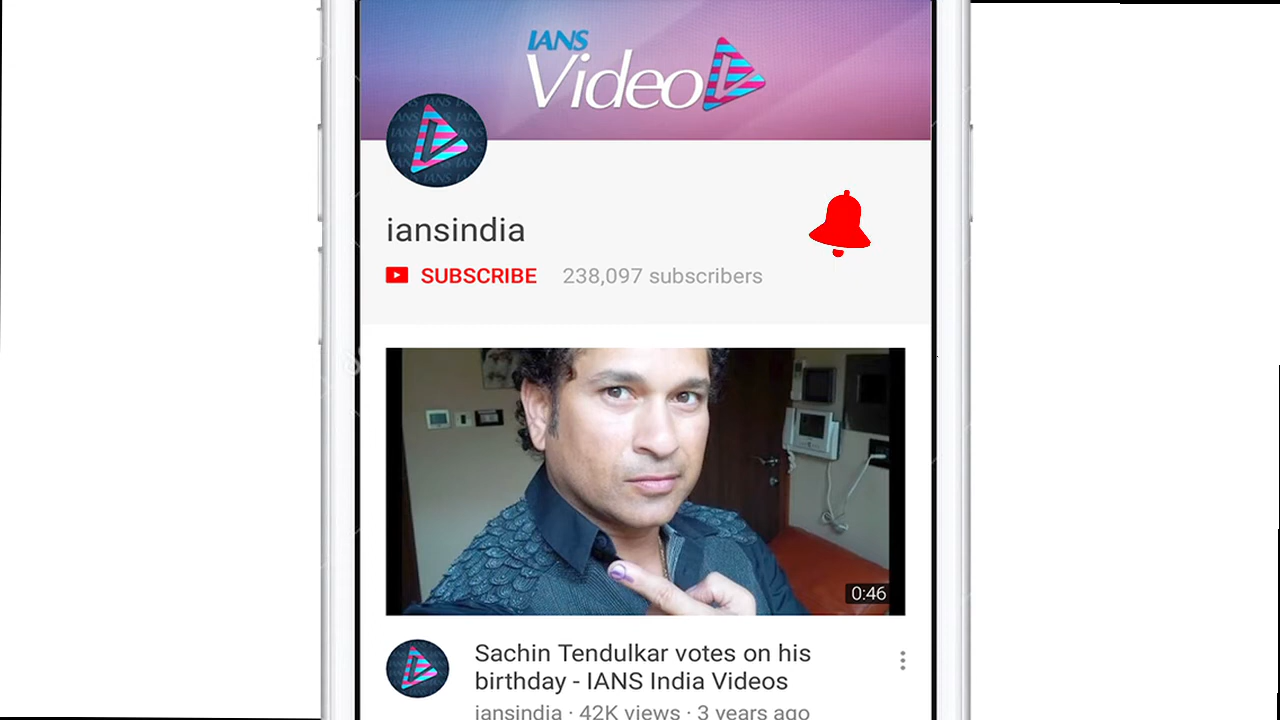 IANS
Video
iansindia
SUBSCRIBE 238,097 subscribers
0:46
Sachin Tendulkar votes on his
birthday - IANS India Videos
iansindia · 42K views · 3 years ago